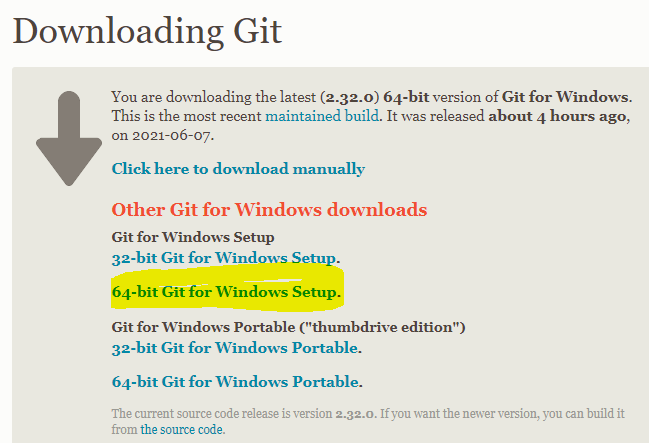 Downloading Git
You are downloading the latest (2.32.0) 64-bit version of Git for Windows.
This is the most recent maintained build. It was released about 4 hours ago,
on 2021-06-07.
Click here to download manually
Other Git for Windows downloads
Git for Windows Setup
32-bit Git for Windows Setup.
64-bit Git for Windows Setup.
Git for Windows Portable ("thumbdrive edition")
32-bit Git for Windows Portable.
64-bit Git for Windows Portable.
The current source code release is version 2.32.0. If you want the newer version, you can build it
from the source code.